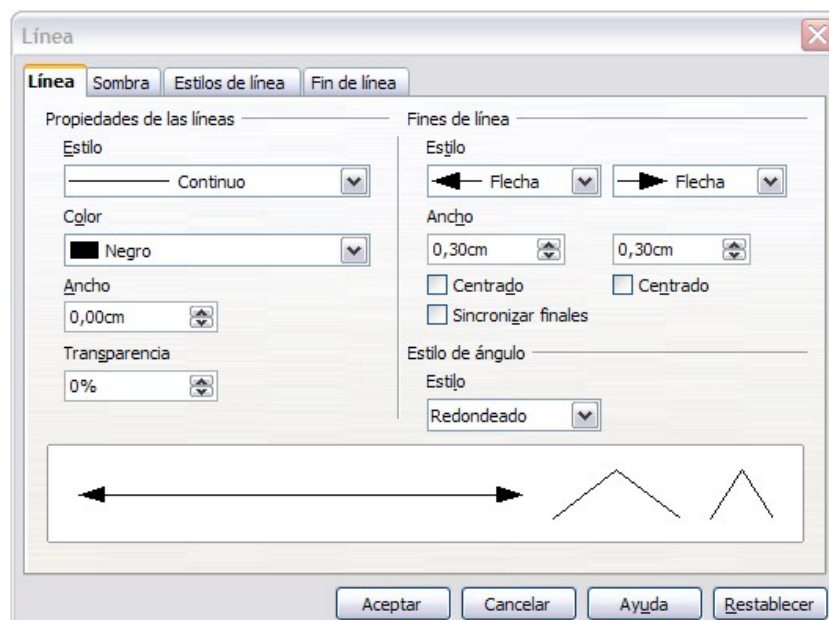 Línea
Línea
Sombra
Estilos de línea
Fin de línea
Propiedades de las líneas
Estilo
Continuo
Color
Negro
Ancho
0,00cm
Transparencia
0%
Fines de línea
Estilo
Flecha
Flecha
Ancho
0,30cm
0,30cm
Centrado
Centrado
Sincronizar finales
Estilo de ángulo
Estilo
Redondeado
Aceptar
Cancelar
Ayuda
Restablecer